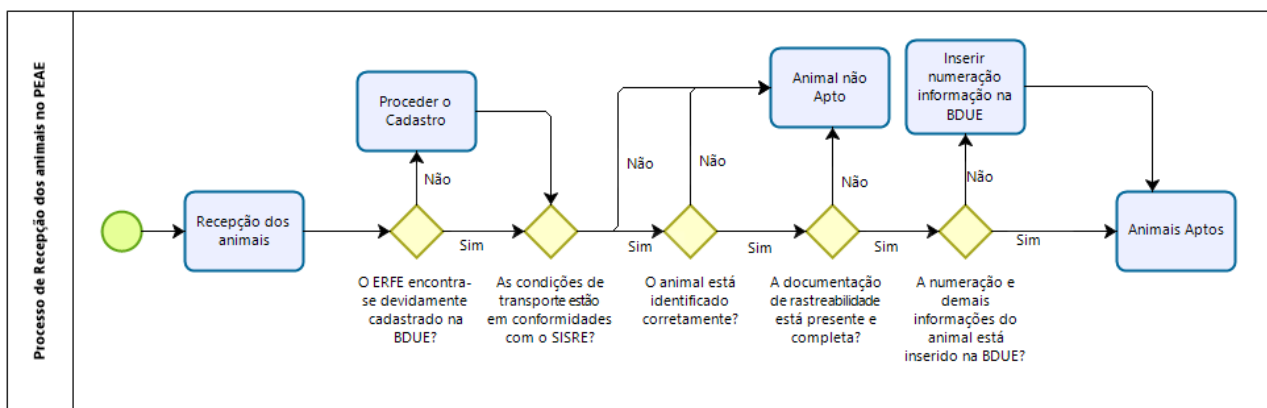 Processo de Recepção dos animais no PEAE
Recepção dos
animais
Proceder o
Cadastro
Não
Sim
O ERFE encontra-
se devidamente
cadastrado na
BDUE?
As condições de
transporte estão
em conformidades
com o SISRE?
Não
Sim
O animal está
identificado
corretamente?
Não
Sim
Animal não
Apto
A documentação
de rastreabilidade
está presente e
completa?
Não
Sim
Inserir
numeração
informação na
BDUE
A numeração e
demais
informações do
animal está
inserido na BDUE?
Não
Sim
Animais Aptos